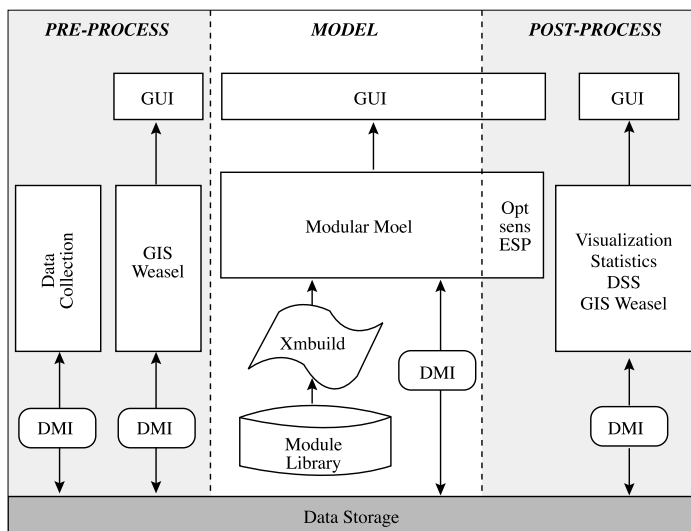 PRE-PROCESS
MODEL
POST-PROCESS
GUI
GUI
GUI
Data
Collection
GIS
Weasel
Modular Moel
Opt
sens
ESP
Visualization
Statistics
DSS
GIS Weasel
Xmbuild
DMI
DMI
DMI
DMI
Module
Library
Data Storage